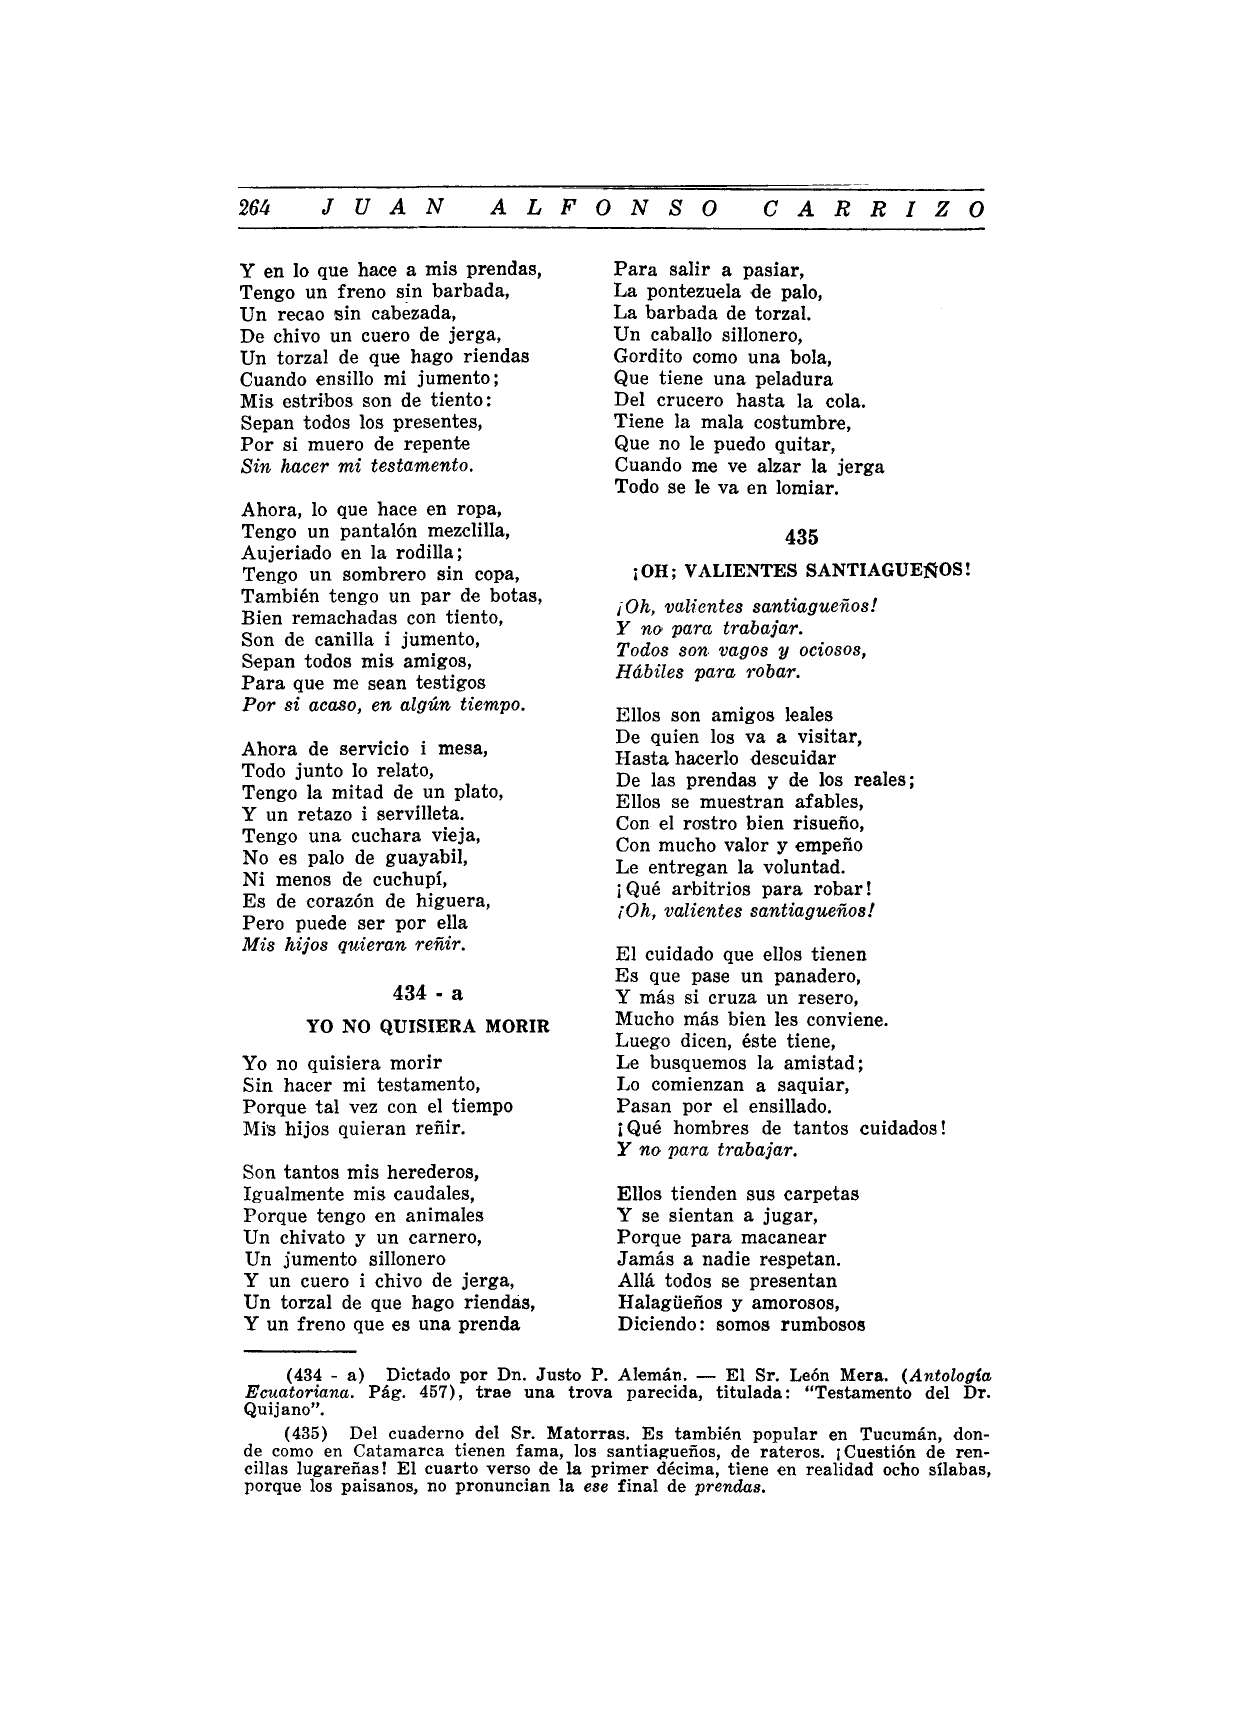 264 JUAN ALFONSO CARRIZO
Y en lo que hace a mis prendas,
Tengo un freno sin barbada,
Un recao sin cabezada,
De chivo un cuero de jerga,
Un torzal de que hago riendas
Cuando ensillo mi jumento;
Mis estribos son de tiento:
Sepan todos los presentes,
Por si muero de repente
Sin hacer mi testamento.
Ahora, lo que hace en ropa,
Tengo un pantalón mezclilla,
Aujeriado en la rodilla;
Tengo un sombrero sin copa,
También tengo un par de botas,
Bien remachadas con tiento,
Son de canilla i jumento,
Sepan todos mis amigos,
Para que me sean testigos
Por si acaso, en algún tiempo.
Ahora de servicio i mesa,
Todo junto lo relato,
Tengo la mitad de un plato,
Y un retazo i servilleta.
Tengo una cuchara vieja,
No es palo de guayabil,
Ni menos de cuchupí,
Es de corazón de higuera,
Pero puede ser por ella
Mis hijos quieran reñir.
434 - a
YO NO QUISIERA MORIR
Yo no quisiera morir
Sin hacer mi testamento,
Porque tal vez con el tiempo
Mis hijos quieran reñir.
Son tantos mis herederos,
Igualmente mis caudales,
Porque tengo en animales
Un chivato y un carnero,
Un jumento sillonero
Y un cuero i chivo de jerga,
Un torzal de que hago riendas,
Y un freno que es una prenda
Para salir a pasiar,
La pontezuela de palo,
La barbada de torzal.
Un caballo sillonero,
Gordito como una bola,
Que tiene una peladura
Del crucero hasta la cola.
Tiene la mala costumbre,
Que no le puedo quitar,
Cuando me ve alzar la jerga
Todo se le va en lomiar.
435
¡OH; VALIENTES SANTIAGUEÑOS!
¡Oh, valientes santiagueños!
Y no para trabajar.
Todos son vagos y ociosos,
Hábiles para robar.
Ellos son amigos leales
De quien los va a visitar,
Hasta hacerlo descuidar
De las prendas y de los reales;
Ellos se muestran afables,
Con el rostro bien risueño,
Con mucho valor y empeño
Le entregan la voluntad.
¡Qué arbitrios para robar!
¡Oh, valientes santiagueños!
El cuidado que ellos tienen
Es que pase un panadero,
Y más si cruza un resero,
Mucho más bien les conviene.
Luego dicen, éste tiene,
Le busquemos la amistad;
Lo comienzan a saquiar,
Pasan por el ensillado.
¡Qué hombres de tantos cuidados!
Y no para trabajar.
Ellos tienden sus carpetas
Y se sientan a jugar,
Porque para macanear
Jamás a nadie respetan.
Allá todos se presentan
Halagüeños y amorosos,
Diciendo: somos rumbosos
(434 - a) Dictado por Dn. Justo P. Alemán. — El Sr. León Mera. (Antología
Ecuatoriana. Pág. 457), trae una trova parecida, titulada: “Testamento del Dr.
Quijano”.
(435) Del cuaderno del Sr. Matorras. Es también popular en Tucumán, don-
de como en Catamarca tienen fama, los santiagueños, de rateros. ¡Cuestión de ren-
cillas lugareñas! El cuarto verso de la primer décima, tiene en realidad ocho sílabas,
porque los paisanos, no pronuncian la ese final de prendas.